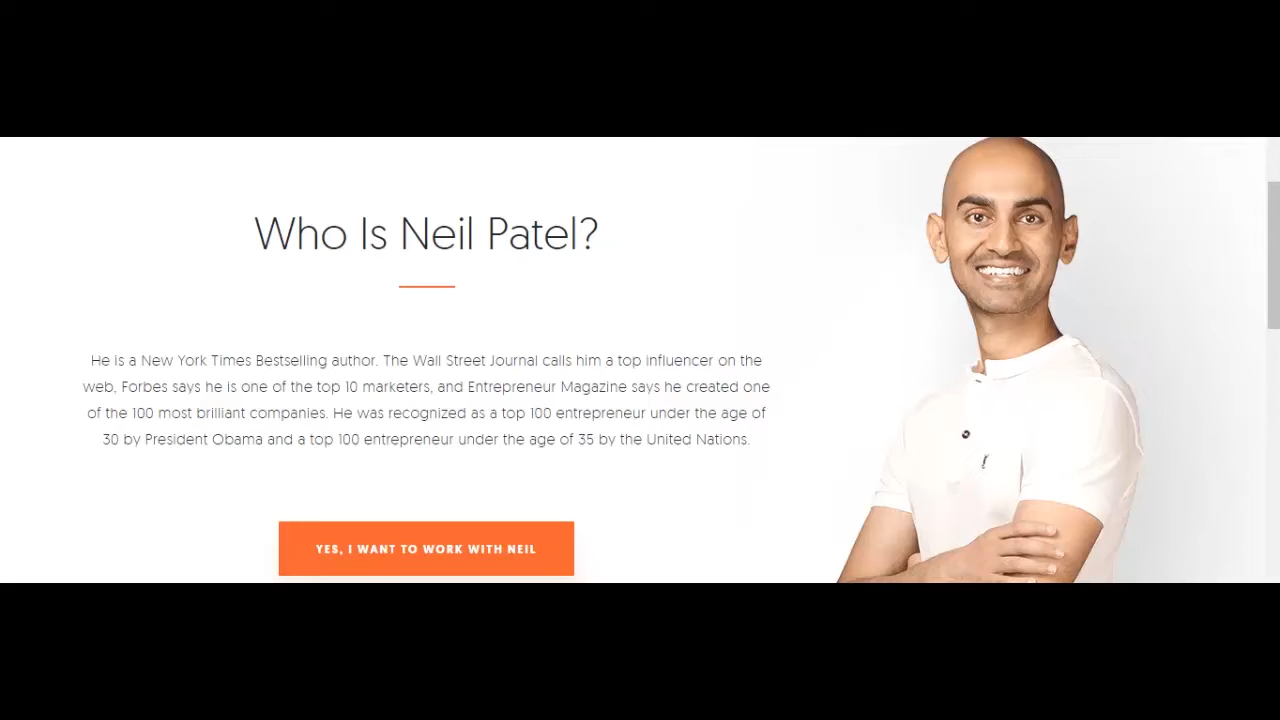 Who Is Neil Patel?
He is a New York Times Bestselling author. The Wall Street Journal calls him a top influencer on the
web, Forbes says he is one of the top 10 marketers, and Entrepreneur Magazine says he created one
of the 100 most brilliant companies. He was recognized as a top 100 entrepreneur under the age of
30 by President Obama and a top 100 entrepreneur under the age of 35 by the United Nations.
YES, I WANT TO WORK WITH NEIL